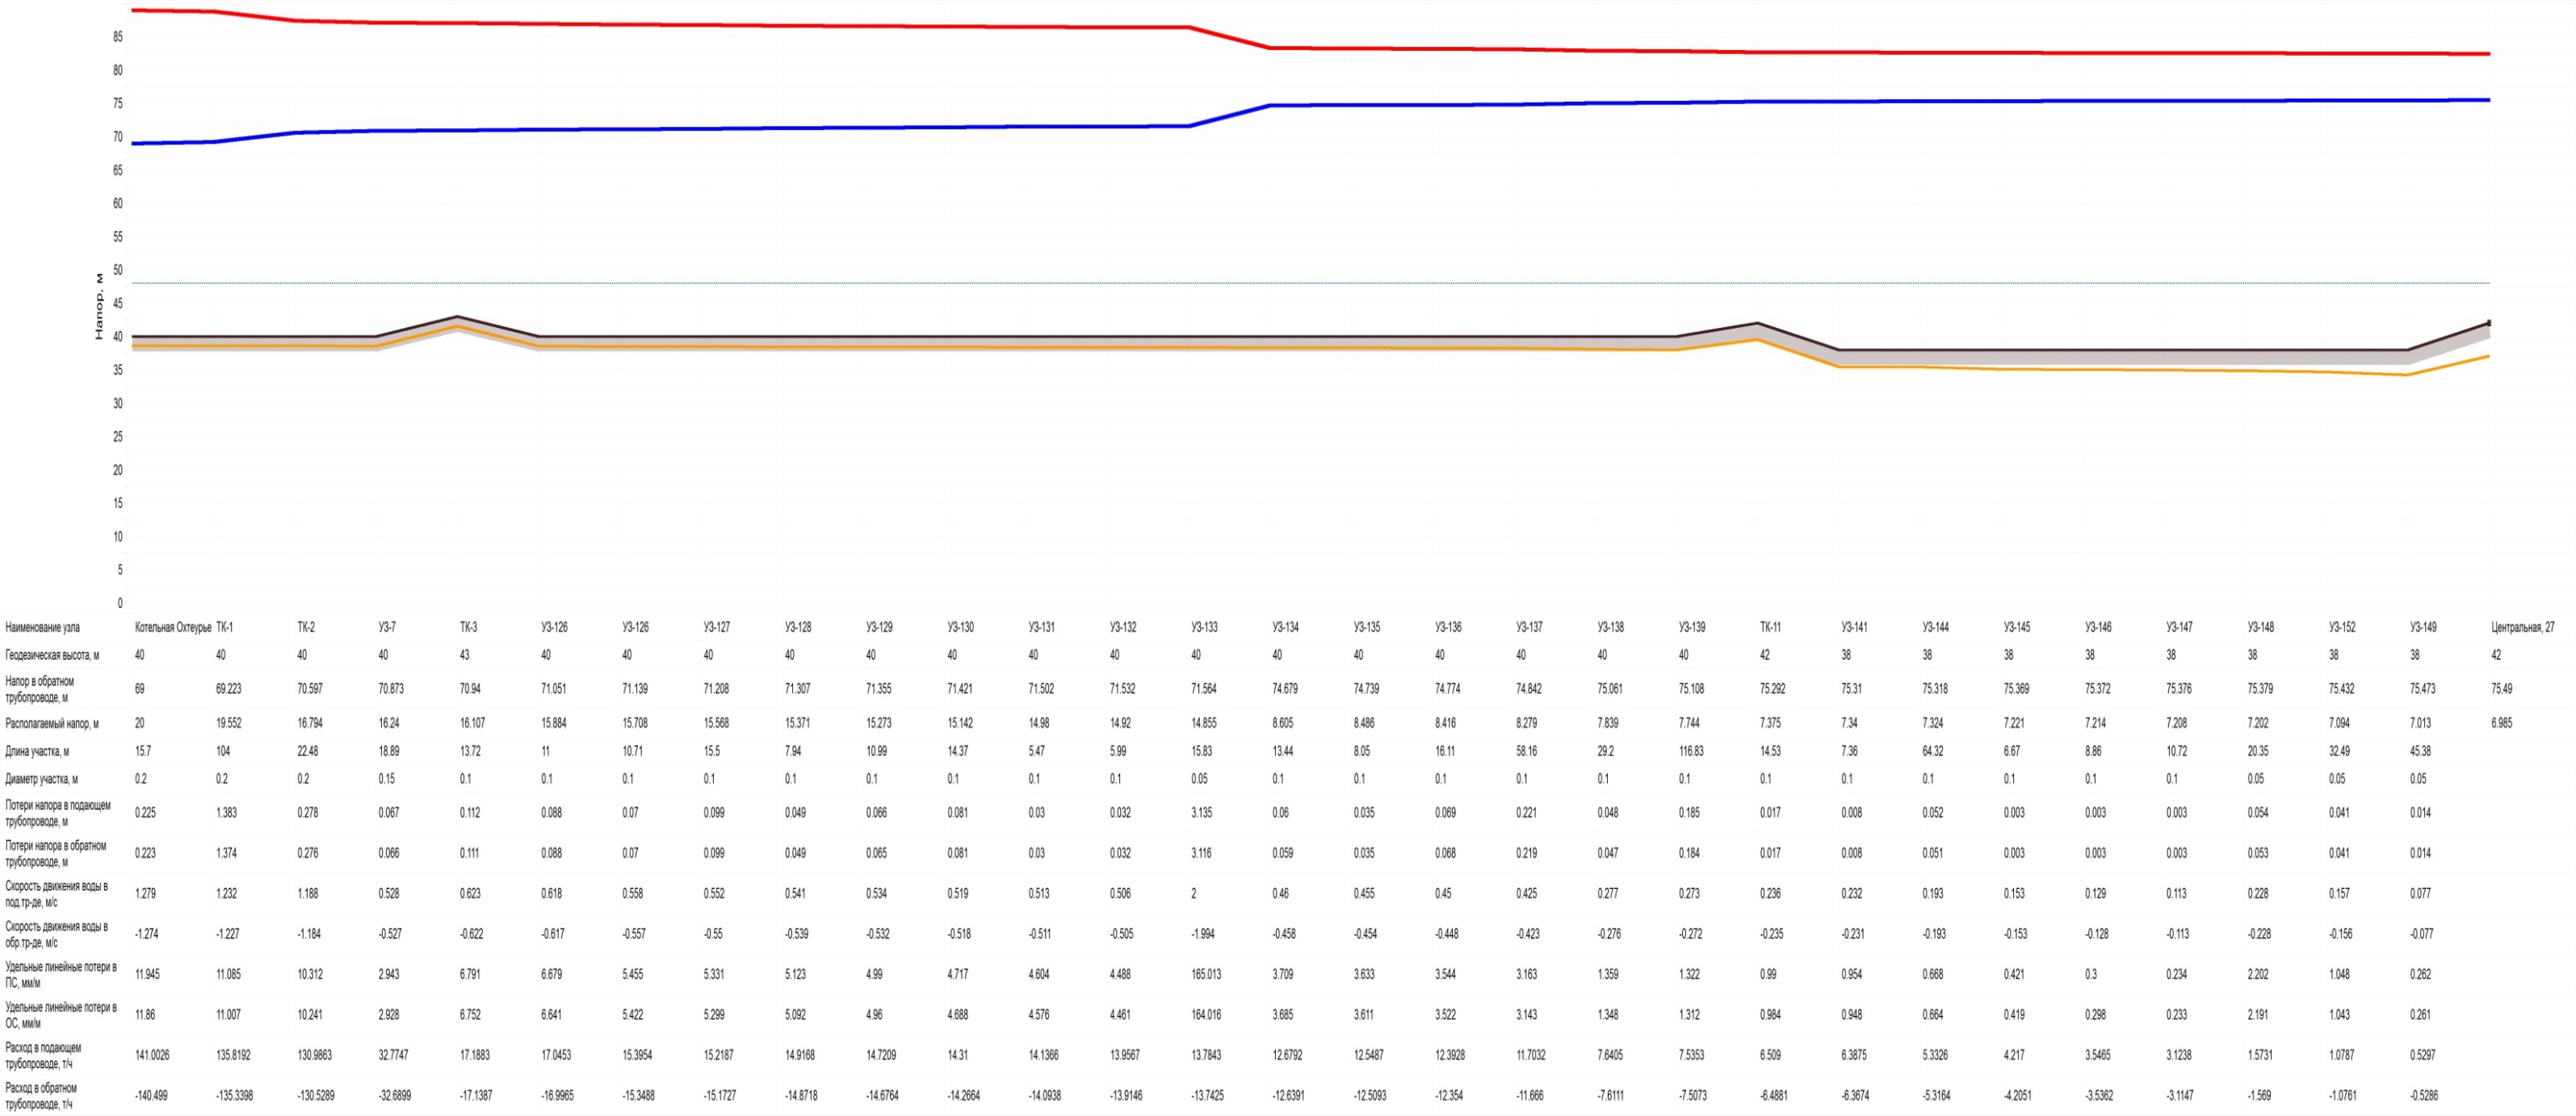 85
80
75
70
65
60
55
50
45
40
35
30
25
20
15
10
5
0
Напор, м
Наименование узла Котельная Охтеурье ТК-1 ТК-2 УЗ-7 ТК-3 УЗ-126 УЗ-126 УЗ-127 УЗ-128 УЗ-129 УЗ-130 УЗ-131 УЗ-132 УЗ-133 УЗ-134 УЗ-135 УЗ-136 УЗ-137 УЗ-138 УЗ-139 ТК-11 УЗ-141 УЗ-144 УЗ-145 УЗ-146 УЗ-147 УЗ-148 УЗ-152 УЗ-149 Центральная, 27
Геодезическая высота, м 40 40 40 40 43 40 40 40 40 40 40 40 40 40 40 40 40 40 40 40 42 38 38 38 38 38 38 38 38 42
Напор в обратном
трубопроводе, м 69 69.223 70.597 70.873 70.94 71.051 71.139 71.208 71.307 71.355 71.421 71.502 71.532 71.564 74.679 74.739 74.774 74.842 75.061 75.108 75.292 75.31 75.318 75.369 75.372 75.376 75.379 75.432 75.473 75.49
Располагаемый напор, м 20 19.552 16.794 16.24 16.107 15.884 15.708 15.568 15.371 15.273 15.142 14.98 14.92 14.855 8.605 8.486 8.416 8.279 7.839 7.744 7.375 7.34 7.324 7.221 7.214 7.208 7.202 7.094 7.013 6.985
Длина участка, м 15.7 104 22.48 18.89 13.72 11 10.71 15.5 7.94 10.99 14.37 5.47 5.99 15.83 13.44 8.05 16.11 58.16 29.2 116.83 14.53 7.36 64.32 6.67 8.86 10.72 20.35 32.49 45.38
Диаметр участка, м 0.2 0.2 0.2 0.15 0.1 0.1 0.1 0.1 0.1 0.1 0.1 0.1 0.1 0.05 0.1 0.1 0.1 0.1 0.1 0.1 0.1 0.1 0.1 0.1 0.1 0.1 0.05 0.05 0.05
Потери напора в подающем
трубопроводе, м 0.225 1.383 0.278 0.067 0.112 0.088 0.07 0.099 0.049 0.066 0.081 0.03 0.032 3.135 0.06 0.035 0.069 0.221 0.048 0.185 0.017 0.008 0.052 0.003 0.003 0.003 0.054 0.041 0.014
Потери напора в обратном
трубопроводе, м 0.223 1.374 0.276 0.066 0.111 0.088 0.07 0.099 0.049 0.065 0.081 0.03 0.032 3.116 0.059 0.035 0.068 0.219 0.047 0.184 0.017 0.008 0.051 0.003 0.003 0.003 0.053 0.041 0.014
Скорость движения воды в
под.тр-де, м/с 1.279 1.232 1.188 0.528 0.623 0.618 0.558 0.552 0.541 0.534 0.519 0.513 0.506 2 0.46 0.455 0.45 0.425 0.277 0.273 0.236 0.232 0.193 0.153 0.129 0.113 0.228 0.157 0.077
Скорость движения воды в
обр.тр-де, м/с -1.274 -1.227 -1.184 -0.527 -0.622 -0.617 -0.557 -0.55 -0.539 -0.532 -0.518 -0.511 -0.505 -1.994 -0.458 -0.454 -0.448 -0.423 -0.276 -0.272 -0.235 -0.231 -0.193 -0.153 -0.128 -0.113 -0.228 -0.156 -0.077
Удельные линейные потери в
ПС, мм/м 11.945 11.085 10.312 2.943 6.791 6.679 5.455 5.331 5.123 4.99 4.717 4.604 4.488 165.013 3.709 3.633 3.544 3.163 1.359 1.322 0.99 0.954 0.668 0.421 0.3 0.234 2.202 1.048 0.262
Удельные линейные потери в
ОС, мм/м 11.86 11.007 10.241 2.928 6.752 6.641 5.422 5.299 5.092 4.96 4.688 4.576 4.461 164.016 3.685 3.611 3.522 3.143 1.348 1.312 0.984 0.948 0.664 0.419 0.298 0.233 2.191 1.043 0.261
Расход в подающем
трубопроводе, т/ч 141.0026 135.8192 130.9863 32.7747 17.1883 17.0453 15.3954 15.2187 14.9168 14.7209 14.31 14.1366 13.9567 13.7843 12.6792 12.5487 12.3928 11.7032 7.6405 7.5353 6.509 6.3875 5.3326 4.217 3.5465 3.1238 1.5731 1.0787 0.5297
Расход в обратном
трубопроводе, т/ч -140.499 -135.3398 -130.5289 -32.6899 -17.1387 -16.9965 -15.3488 -15.1727 -14.8718 -14.6764 -14.2664 -14.0938 -13.9146 -13.7425 -12.6391 -12.5093 -12.354 -11.666 -7.6111 -7.5073 -6.4881 -6.3674 -5.3164 -4.2051 -3.5362 -3.1147 -1.569 -1.0761 -0.5286